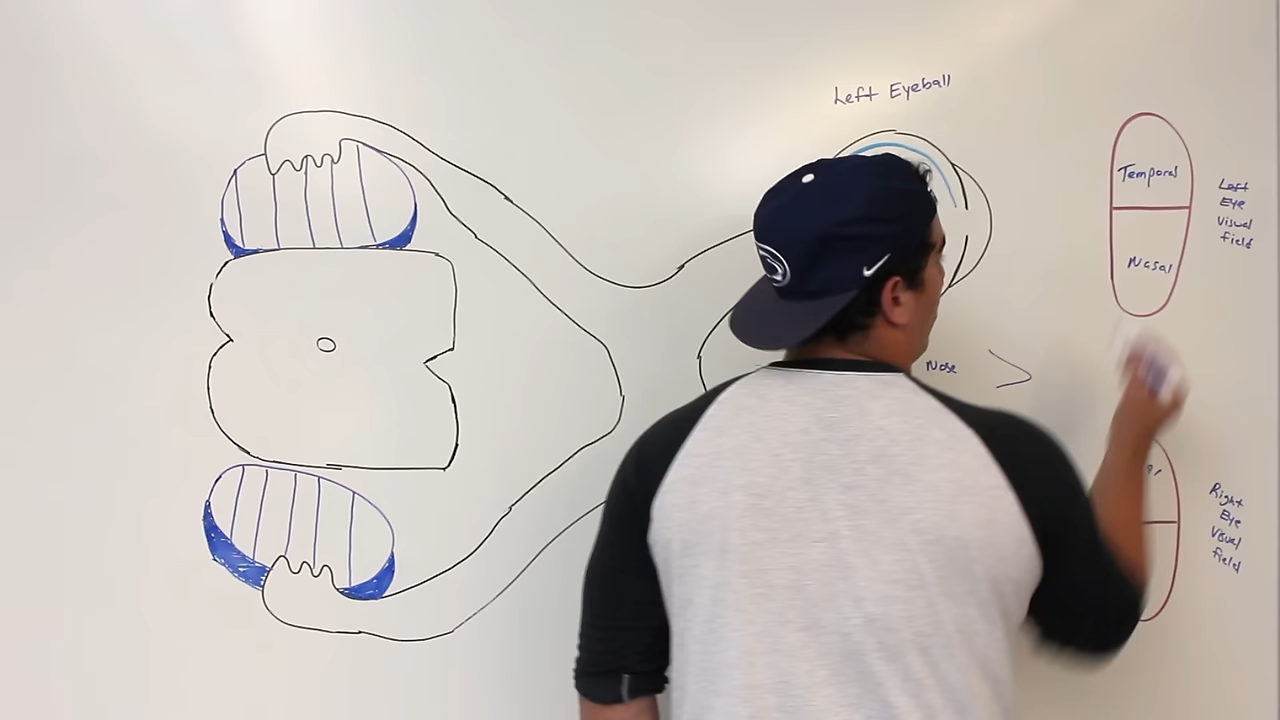 Left Eyeball
Temporal
Nasal
Left
Eye
Visual
field
Nose
Right
Eye
Visual
field